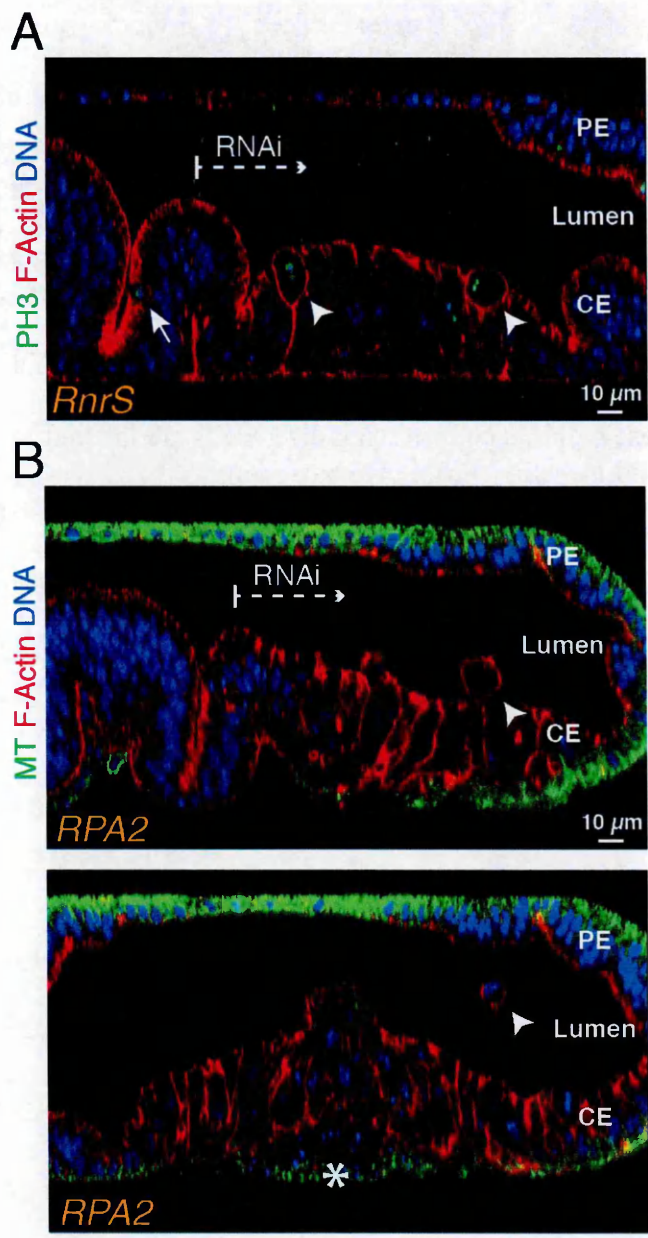 A
RNAi
PE
Lumen
CE
PH3 F-Actin DNA
RnrS
10 µm
B
RNAi
PE
Lumen
CE
MT F-Actin DNA
RPA2
10 µm
PE
Lumen
CE
*
RPA2